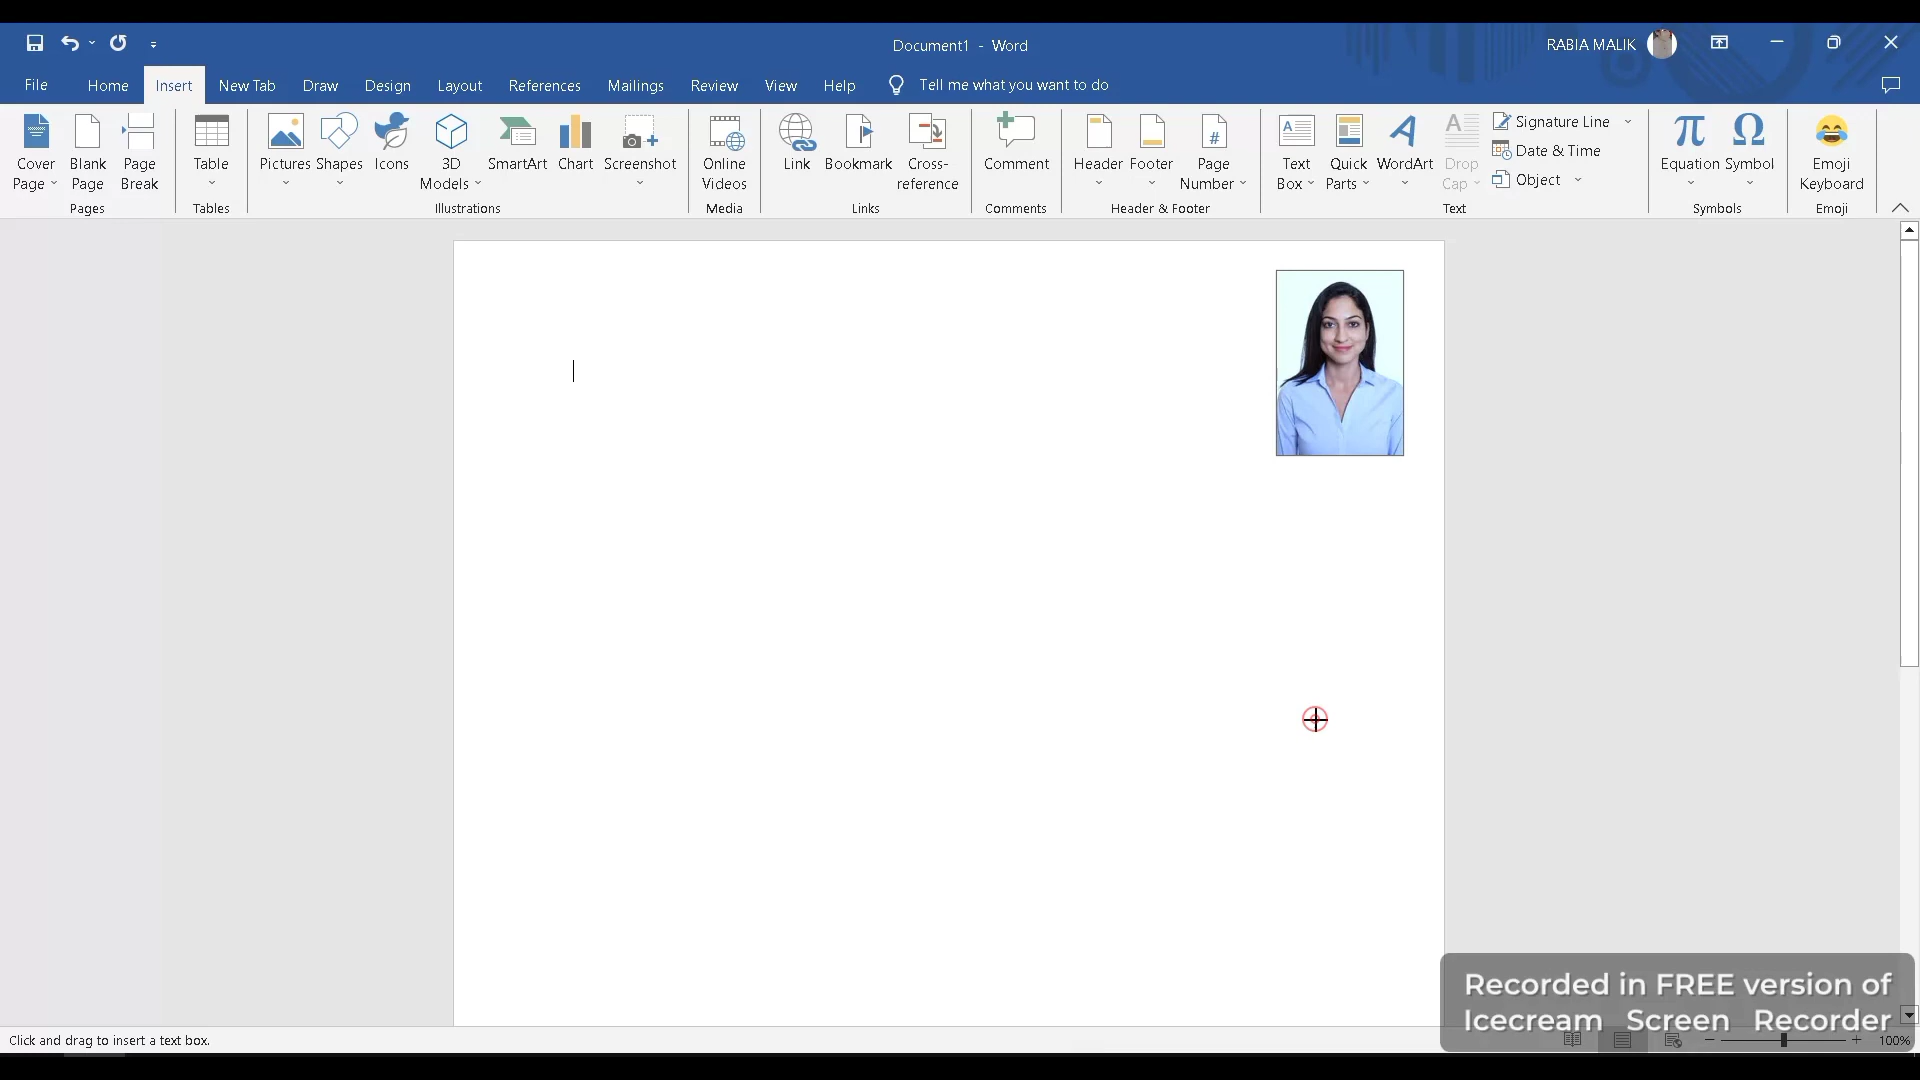 Document1 - Word
RABIA MALIK
File Home Insert New Tab Draw Design Layout References Mailings Review View Help Tell me what you want to do
Cover Page
Blank Page
Page Break
Pages
Table
Tables
Pictures
Shapes
Icons
3D Models
SmartArt
Chart
Screenshot
Illustrations
Online Videos
Media
Link
Bookmark
Cross-reference
Links
Comment
Comments
Header
Footer
Page Number
Header & Footer
Text Box
Quick Parts
WordArt
Drop Cap
Signature Line
Date & Time
Object
Text
Equation
Symbol
Symbols
Emoji Keyboard
Emoji
Recorded in FREE version of
Icecream Screen Recorder
Click and drag to insert a text box.
100%